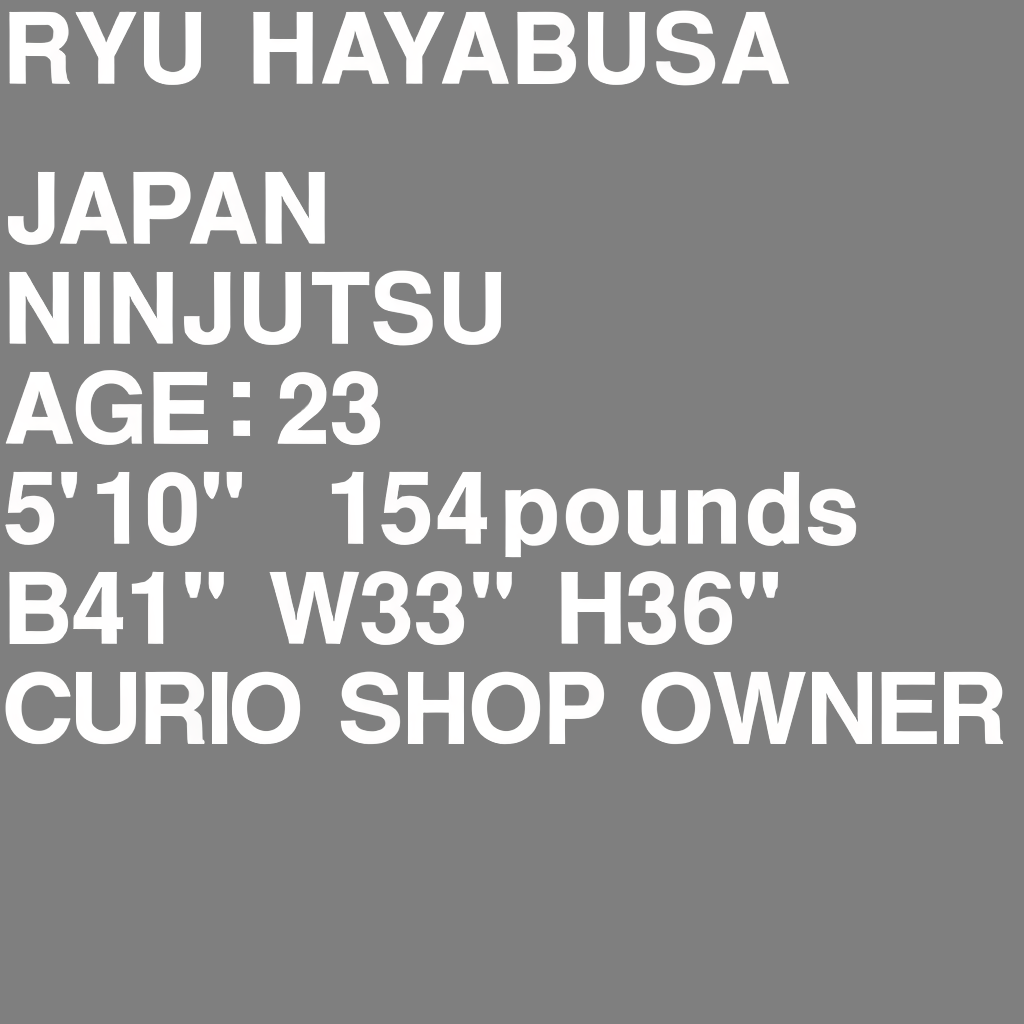 RYU HAYABUSA
JAPAN
NINJUTSU
AGE:23
5'10" 154pounds
B41" W33" H36"
CURIO SHOP OWNER